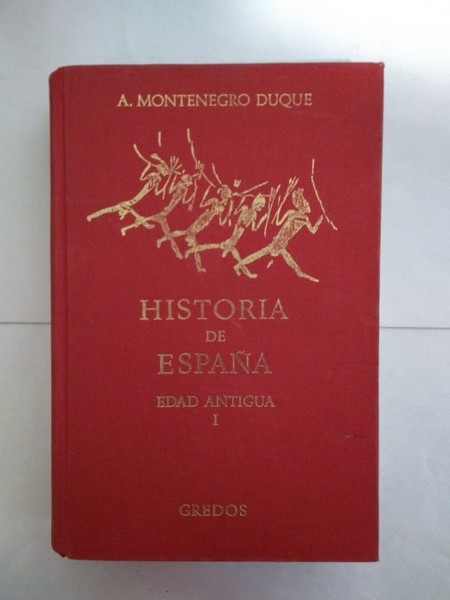 A. MONTENEGRO DUQUE
HISTORIA
DE
ESPAÑA
EDAD ANTIGUA
I
GREDOS